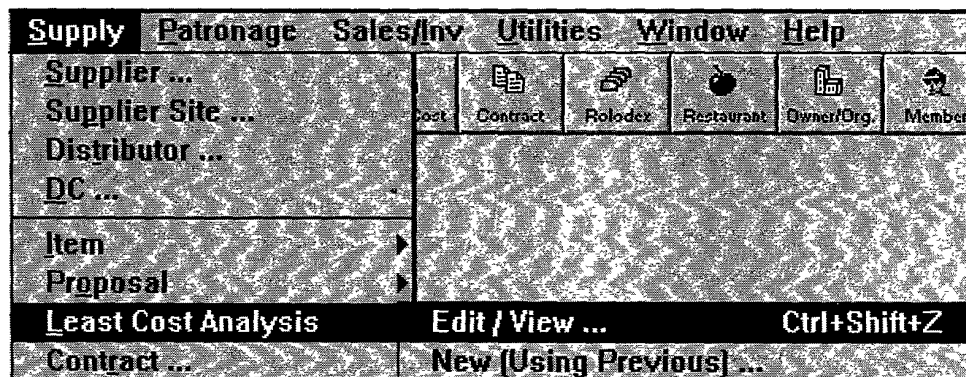 Supply Patronage Sales/Inv Utilities Window Help
Supplier ...
Supplier Site ...
Distributor ...
DC ...
Cost Contract Rolodex Restaurant Owner/Org. Member
Item
Proposal
Least Cost Analysis Edit / View ... Ctrl+Shift+Z
Contract ... New (Using Previous) ...